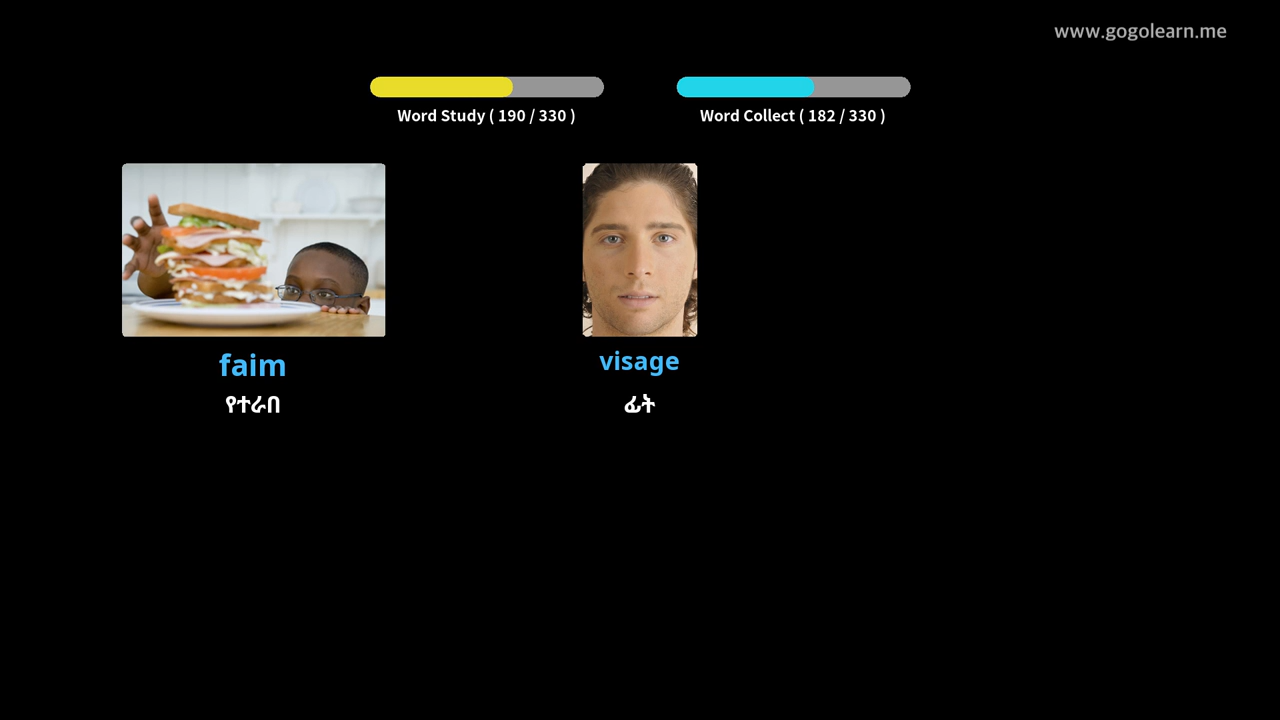 www.gogolearn.me
Word Study ( 190 / 330 )
Word Collect ( 182 / 330 )
faim
visage
የተራበ
ፊት